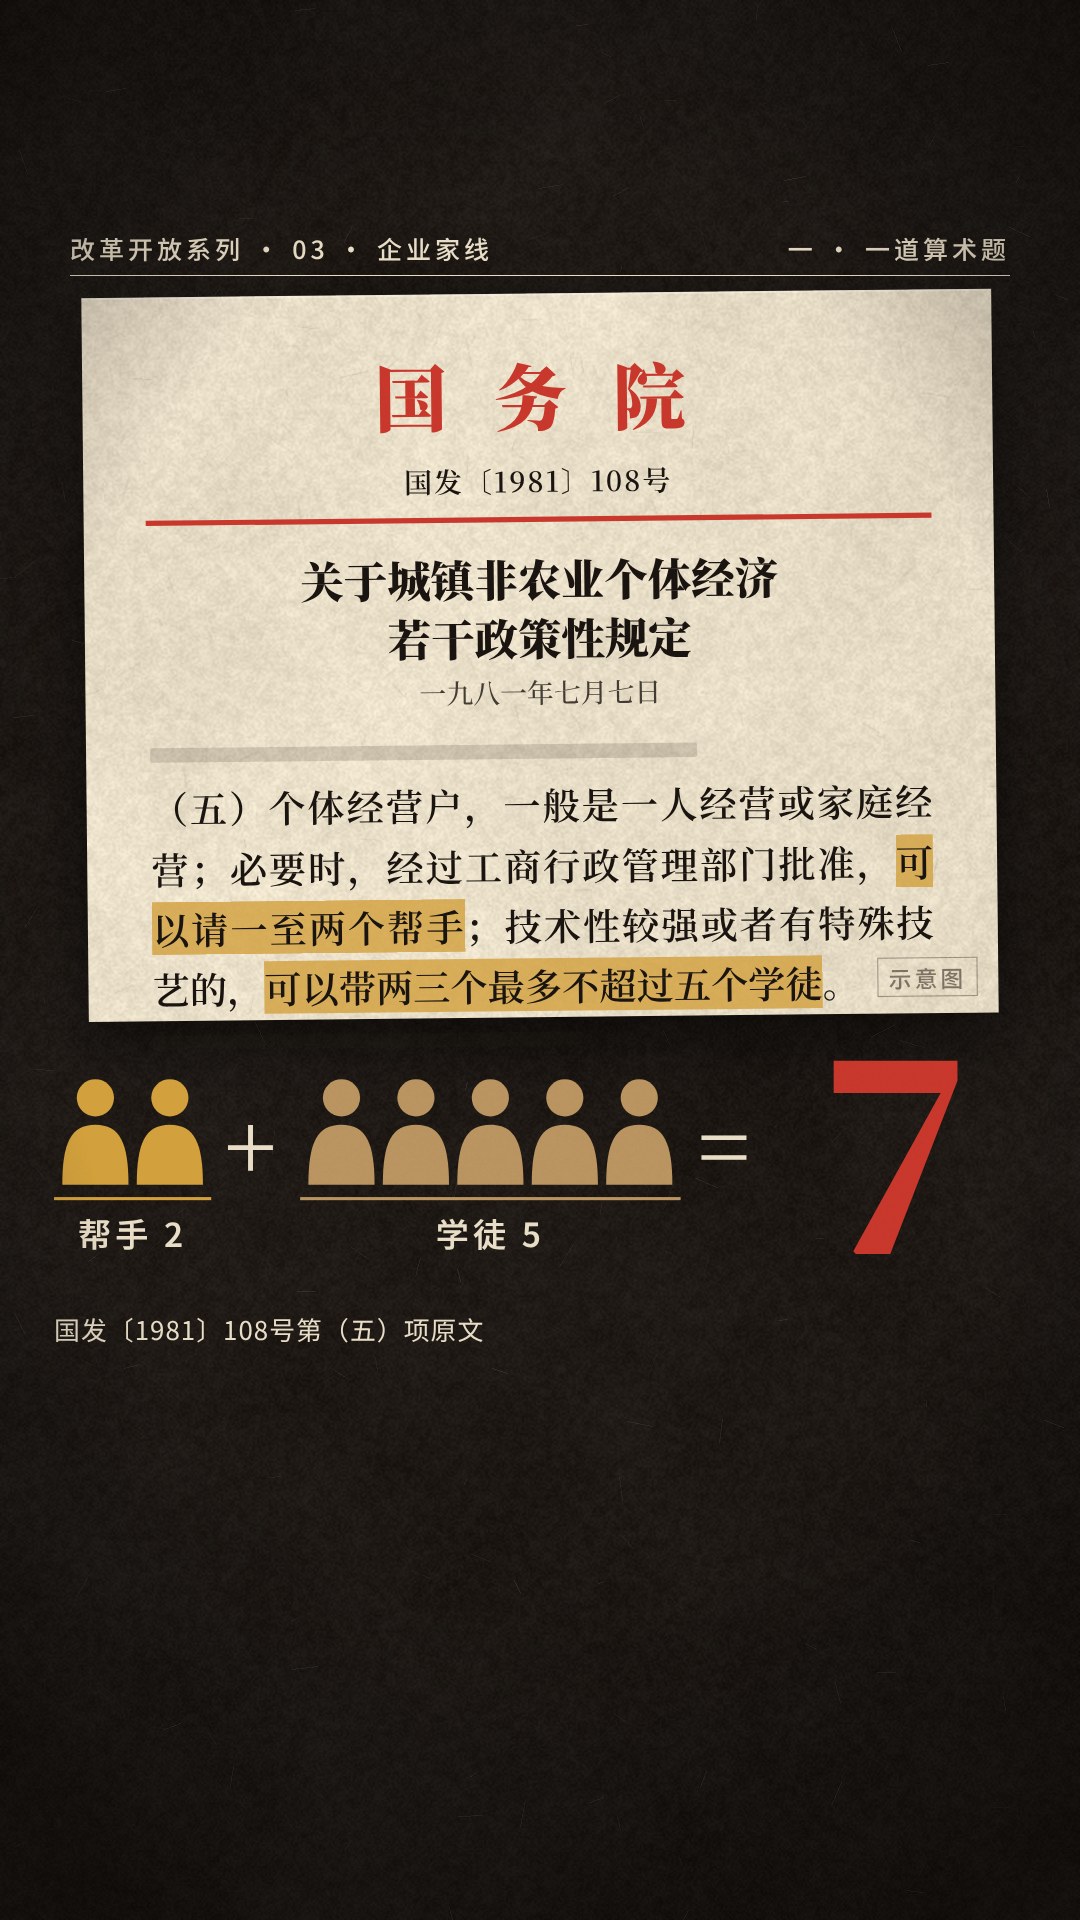 改革开放系列 · 03 · 企业家线
一 · 一道算术题
国务院
国发〔1981〕108号
关于城镇非农业个体经济
若干政策性规定
一九八一年七月七日
（五）个体经营户，一般是一人经营或家庭经
营；必要时，经过工商行政管理部门批准，可
以请一至两个帮手；技术性较强或者有特殊技
艺的，可以带两三个最多不超过五个学徒。
示意图
+ = 7
帮手 2
学徒 5
国发〔1981〕108号第（五）项原文